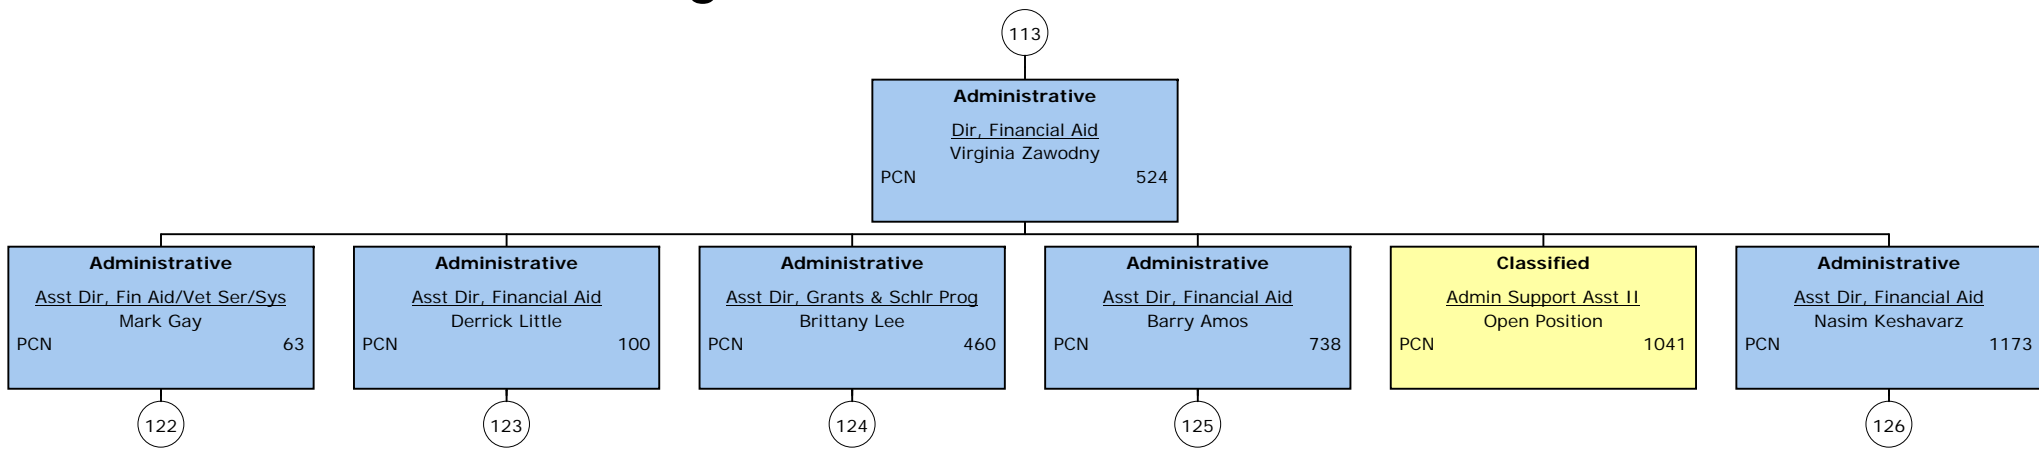 113
Administrative
Dir, Financial Aid
Virginia Zawodny
PCN 524
Administrative
Asst Dir, Fin Aid/Vet Ser/Sys
Mark Gay
PCN 63
122
Administrative
Asst Dir, Financial Aid
Derrick Little
PCN 100
123
Administrative
Asst Dir, Grants & Schlr Prog
Brittany Lee
PCN 460
124
Administrative
Asst Dir, Financial Aid
Barry Amos
PCN 738
125
Classified
Admin Support Asst II
Open Position
PCN 1041
Administrative
Asst Dir, Financial Aid
Nasim Keshavarz
PCN 1173
126